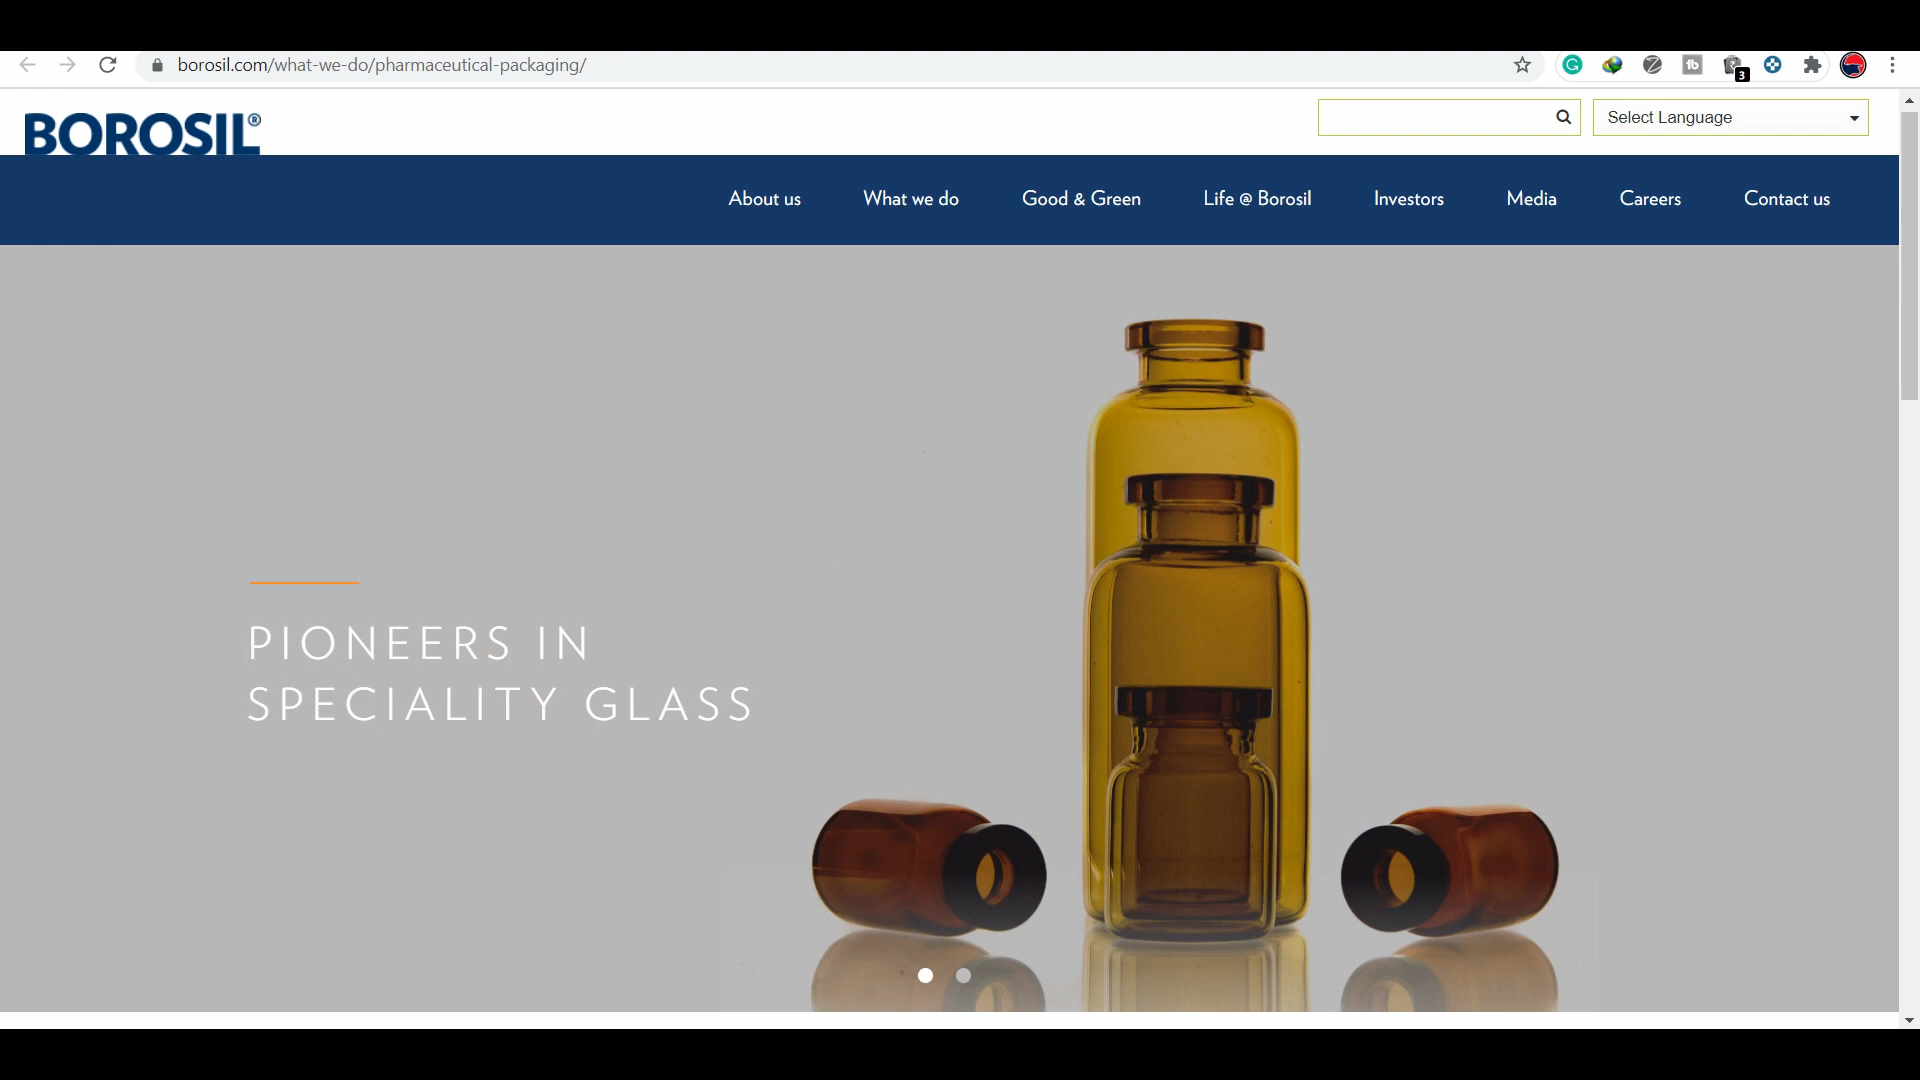 borosil.com/what-we-do/pharmaceutical-packaging/
3
BOROSIL®
Select Language
About us What we do Good & Green Life @ Borosil Investors Media Careers Contact us
PIONEERS IN
SPECIALITY GLASS